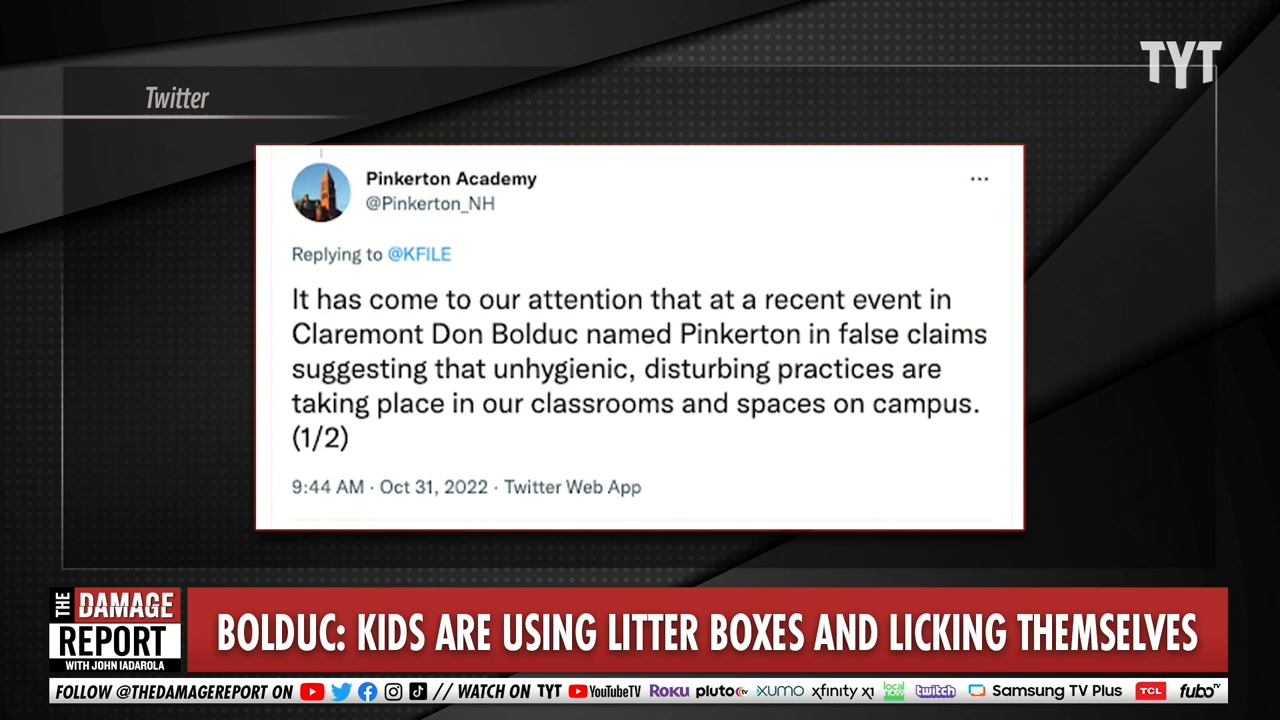 TYT
Twitter
Pinkerton Academy
@Pinkerton_NH
Replying to @KFILE
It has come to our attention that at a recent event in
Claremont Don Bolduc named Pinkerton in false claims
suggesting that unhygienic, disturbing practices are
taking place in our classrooms and spaces on campus.
(1/2)
9:44 AM · Oct 31, 2022 · Twitter Web App
THE DAMAGE
REPORT
WITH JOHN IADAROLA
BOLDUC: KIDS ARE USING LITTER BOXES AND LICKING THEMSELVES
FOLLOW @THEDAMAGEREPORT ON // WATCH ON TYT YouTubeTV Roku pluto tv XUMO xfinity x1 local now twitch Samsung TV Plus TCL fubo TV